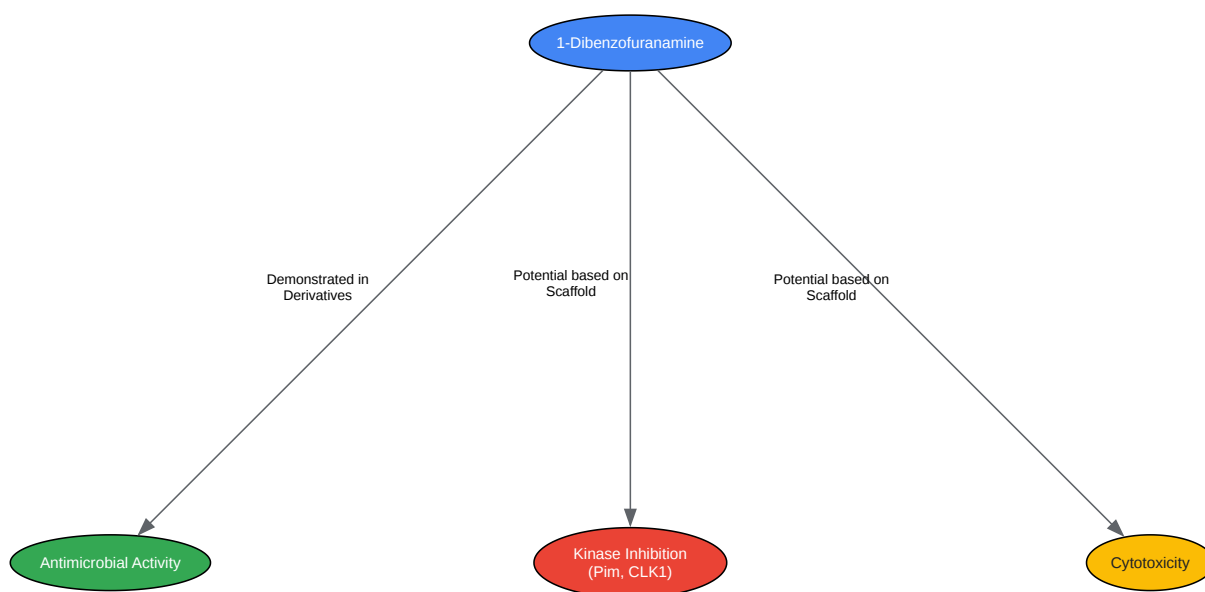 1-Dibenzofuranamine
Demonstrated in
Derivatives
Potential based on
Scaffold
Potential based on
Scaffold
Antimicrobial Activity
Kinase Inhibition
(Pim, CLK1)
Cytotoxicity